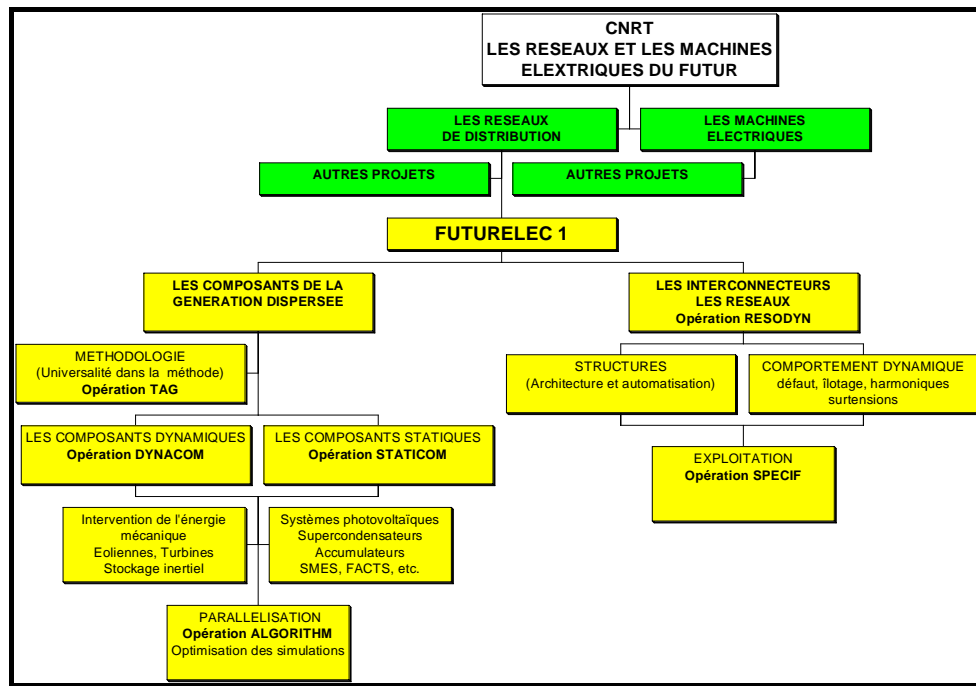 CNRT
LES RESEAUX ET LES MACHINES
ELEXTRIQUES DU FUTUR
LES RESEAUX
DE DISTRIBUTION
LES MACHINES
ELECTRIQUES
AUTRES PROJETS
AUTRES PROJETS
FUTURELEC 1
LES COMPOSANTS DE LA
GENERATION DISPERSEE
LES INTERCONNECTEURS
LES RESEAUX
Opération RESODYN
METHODOLOGIE
(Universalité dans la méthode)
Opération TAG
STRUCTURES
(Architecture et automatisation)
COMPORTEMENT DYNAMIQUE
défaut, îlotage, harmoniques
surtensions
LES COMPOSANTS DYNAMIQUES
Opération DYNACOM
LES COMPOSANTS STATIQUES
Opération STATICOM
EXPLOITATION
Opération SPECIF
Intervention de l'énergie
mécanique
Eoliennes, Turbines
Stockage inertiel
Systèmes photovoltaïques
Supercondensateurs
Accumulateurs
SMES, FACTS, etc.
PARALLELISATION
Opération ALGORITHM
Optimisation des simulations